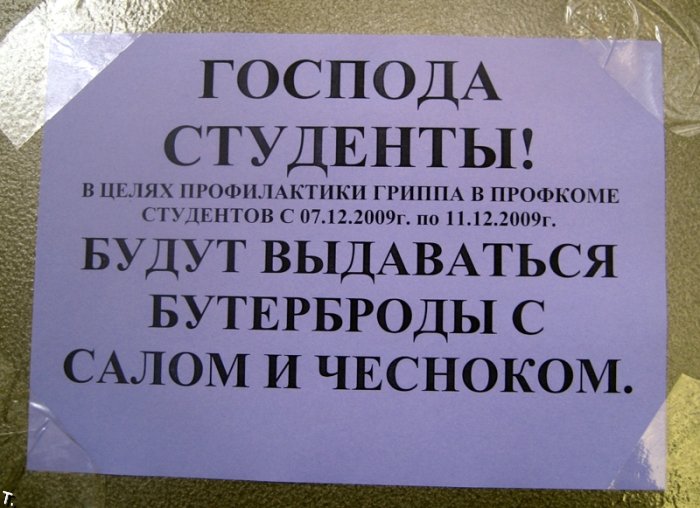 ГОСПОДА
СТУДЕНТЫ!
В ЦЕЛЯХ ПРОФИЛАКТИКИ ГРИППА В ПРОФКОМЕ
СТУДЕНТОВ С 07.12.2009г. по 11.12.2009г.
БУДУТ ВЫДАВАТЬСЯ
БУТЕРБРОДЫ С
САЛОМ И ЧЕСНОКОМ.
Т.